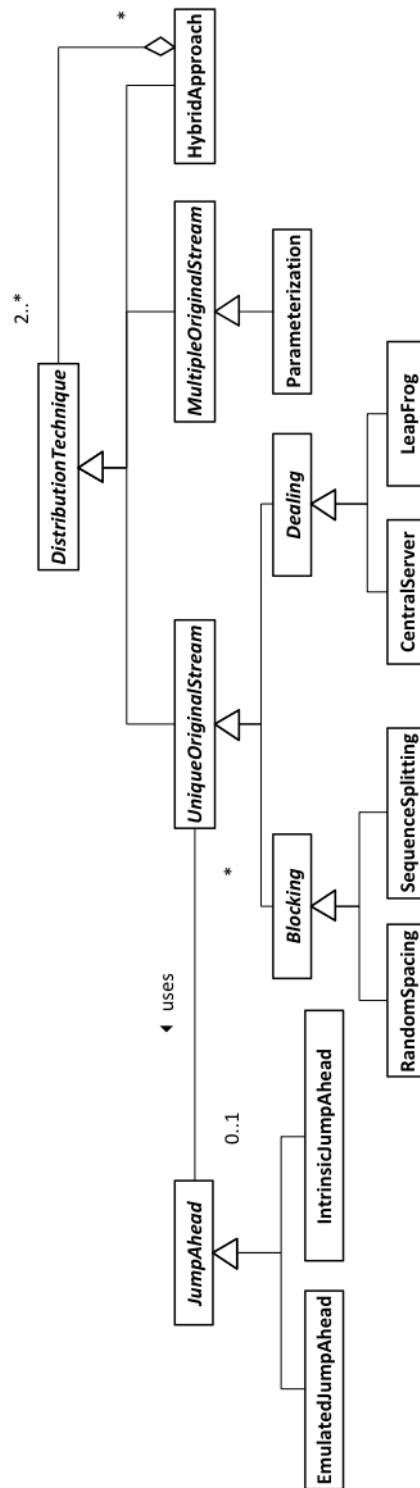 2..*
*
DistributionTechnique
◄ uses
0..1
*
JumpAhead
UniqueOriginalStream
MultipleOriginalStream
HybridApproach
Blocking
Dealing
Parameterization
EmulatedJumpAhead
IntrinsicJumpAhead
RandomSpacing
SequenceSplitting
CentralServer
LeapFrog